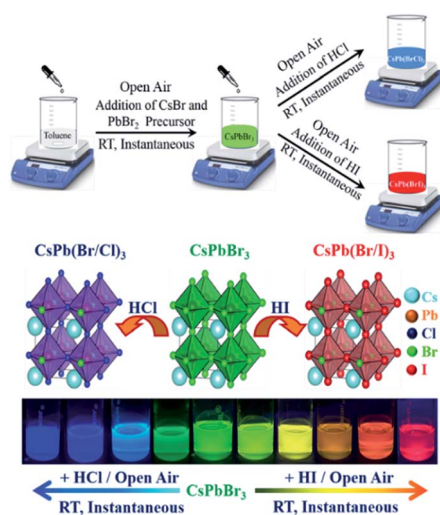 Open Air
Addition of HCl
RT, Instantaneous
CsPb(BrCl)3
Open Air
Addition of CsBr and
PbBr₂ Precursor
RT, Instantaneous
Toluene
CsPbBr₃
Open Air
Addition of HI
RT, Instantaneous
CsPb(BrI)3
CsPb(Br/Cl)₃
CsPbBr₃
CsPb(Br/I)₃
HCl
HI
Cs
Pb
Cl
Br
I
+ HCl / Open Air
CsPbBr₃
+ HI / Open Air
RT, Instantaneous
RT, Instantaneous